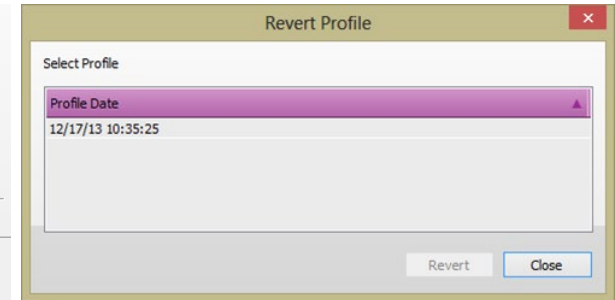 Revert Profile
Select Profile
Profile Date
12/17/13 10:35:25
Revert Close